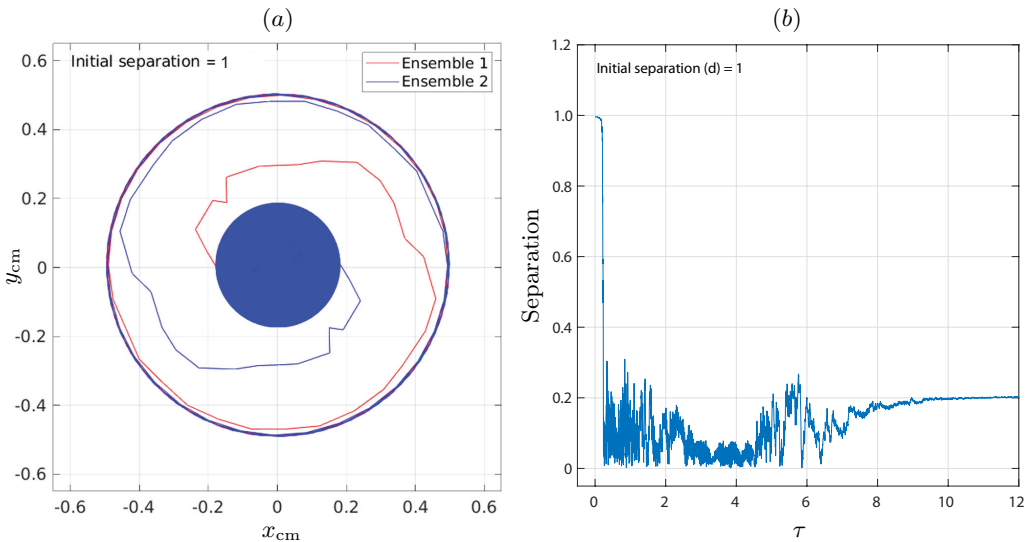 (a)
Initial separation = 1
Ensemble 1
Ensemble 2
0.6
0.4
0.2
0
-0.2
-0.4
-0.6
-0.6 -0.4 -0.2 0 0.2 0.4 0.6
y_cm
x_cm
(b)
Initial separation (d) = 1
1.2
1.0
0.8
0.6
0.4
0.2
0
0 2 4 6 8 10 12
Separation
τ